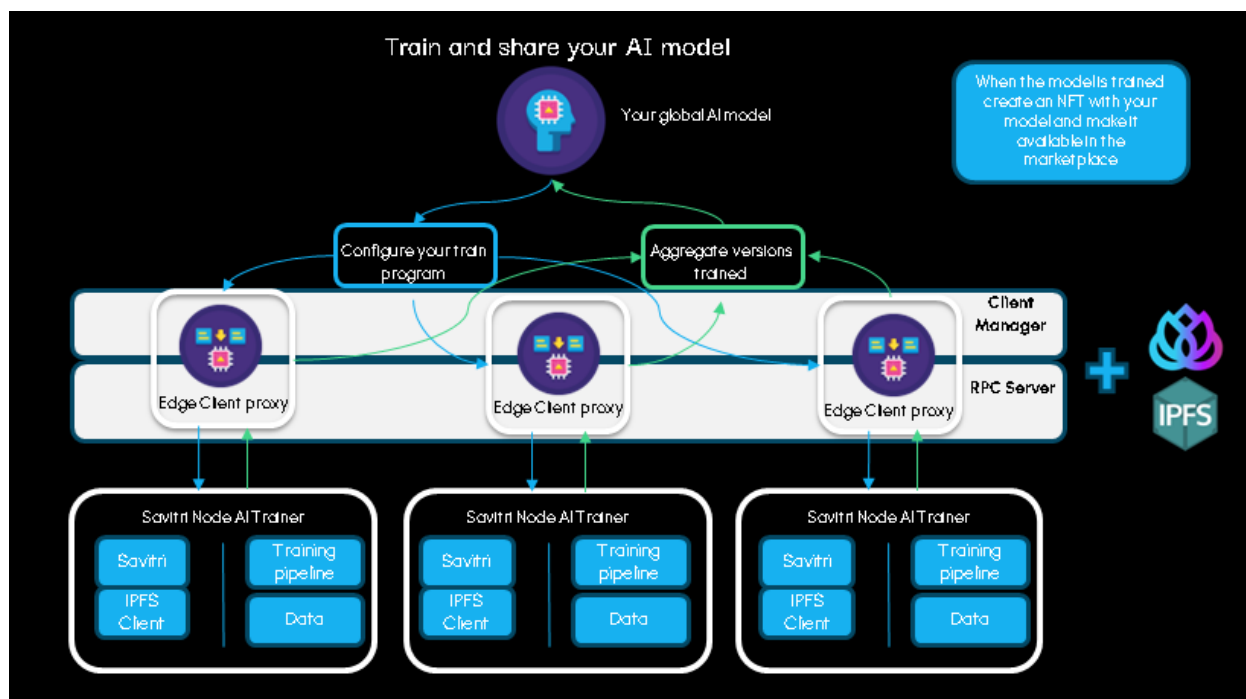 Train and share your AI model
Your global AI model
When the model is trained
create an NFT with your
model and make it
available in the
marketplace
Configure your train
program
Aggregate versions
trained
Client
Manager
RPC Server
Edge Client proxy
Edge Client proxy
Edge Client proxy
IPFS
Savitri Node AI Trainer
Savitri
IPFS
Client
Training
pipeline
Data
Savitri Node AI Trainer
Savitri
IPFS
Client
Training
pipeline
Data
Savitri Node AI Trainer
Savitri
IPFS
Client
Training
pipeline
Data